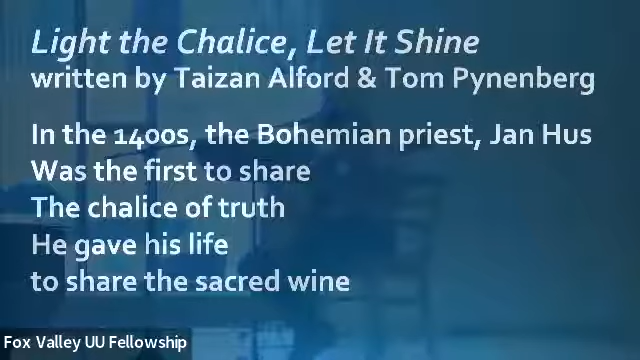 Light the Chalice, Let It Shine
written by Taizan Alford & Tom Pynenberg
In the 1400s, the Bohemian priest, Jan Hus
Was the first to share
The chalice of truth
He gave his life
to share the sacred wine
Fox Valley UU Fellowship